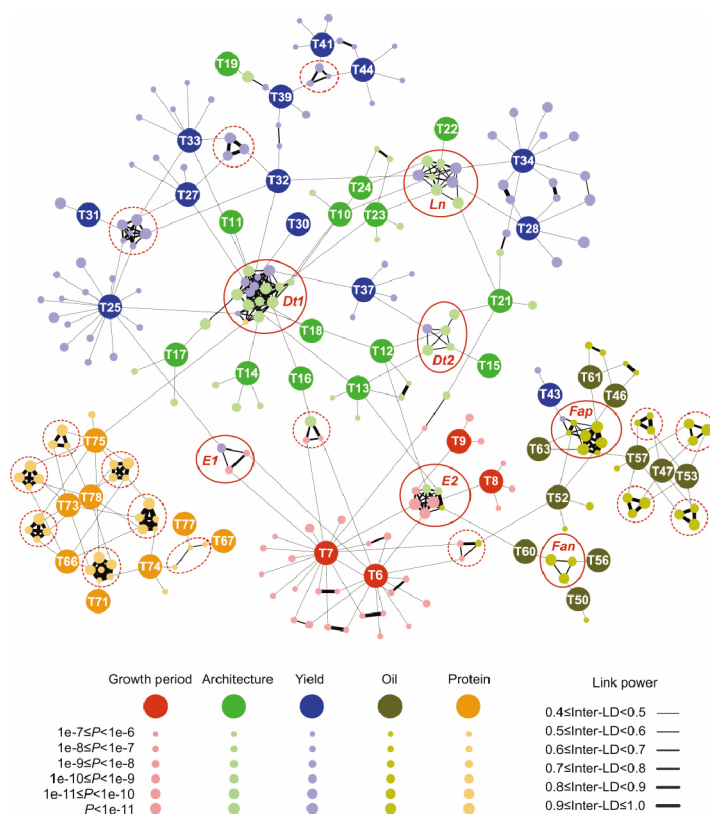 T41
T44
T19
T39
T33
T22
T34
T32
T24
T27
T31
T10
T23
T11
T30
T28
Ln
T37
T25
Dt1
T21
T18
T12
Dt2
T15
T17
T14
T16
T13
T43
T61
T46
Fap
T75
T9
T63
T57
E1
T47
T53
T78
E2
T8
T73
T52
T77
T67
T7
T60
Fan
T56
T66
T74
T6
T71
T50
Growth period Architecture Yield Oil Protein Link power
1e-7≤P<1e-6 0.4≤Inter-LD<0.5
1e-8≤P<1e-7 0.5≤Inter-LD<0.6
1e-9≤P<1e-8 0.6≤Inter-LD<0.7
1e-10≤P<1e-9 0.7≤Inter-LD<0.8
1e-11≤P<1e-10 0.8≤Inter-LD<0.9
P<1e-11 0.9≤Inter-LD≤1.0